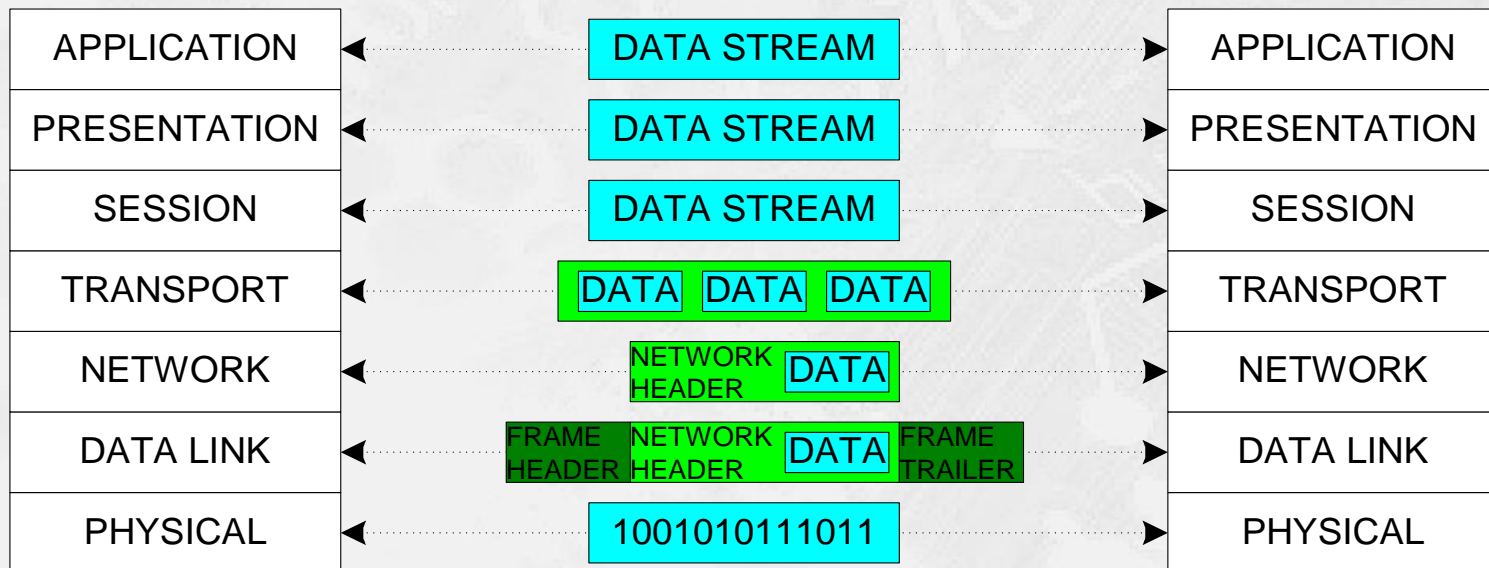 APPLICATION DATA STREAM APPLICATION
PRESENTATION DATA STREAM PRESENTATION
SESSION DATA STREAM SESSION
TRANSPORT DATA DATA DATA TRANSPORT
NETWORK NETWORK HEADER DATA NETWORK
DATA LINK FRAME HEADER NETWORK HEADER DATA FRAME TRAILER DATA LINK
PHYSICAL 1001010111011 PHYSICAL